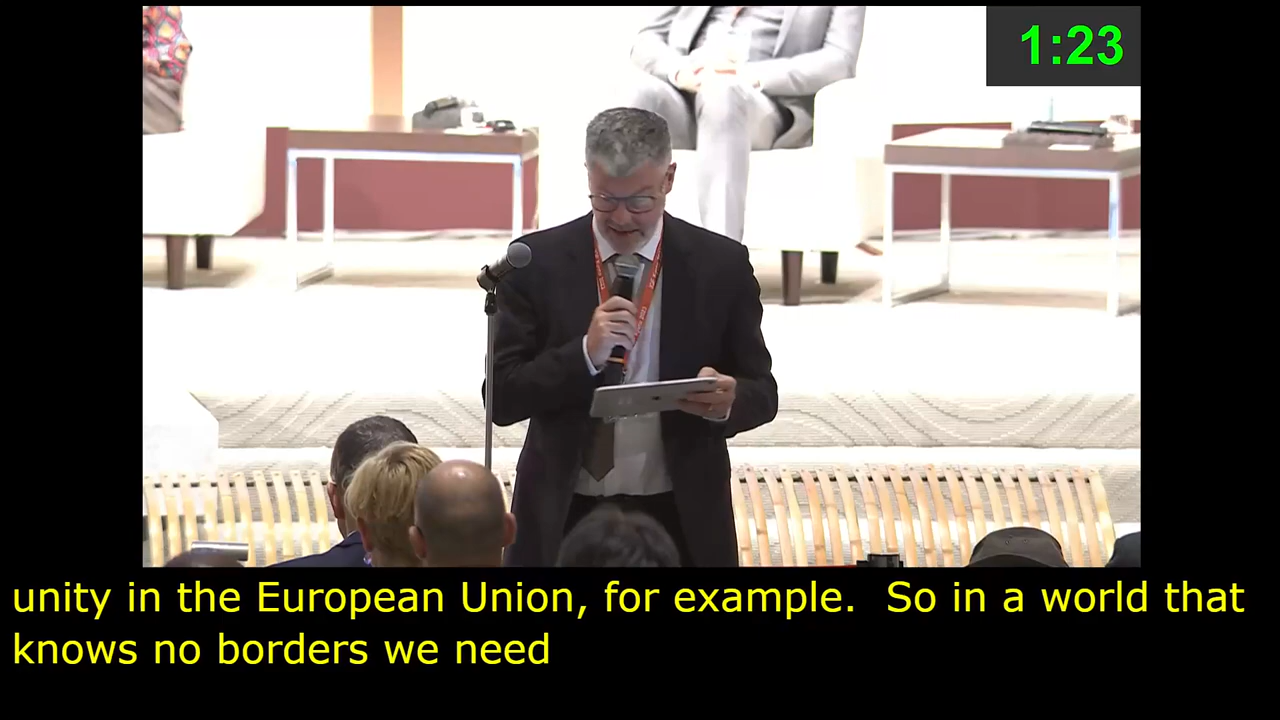 1:23
unity in the European Union, for example.  So in a world that
knows no borders we need